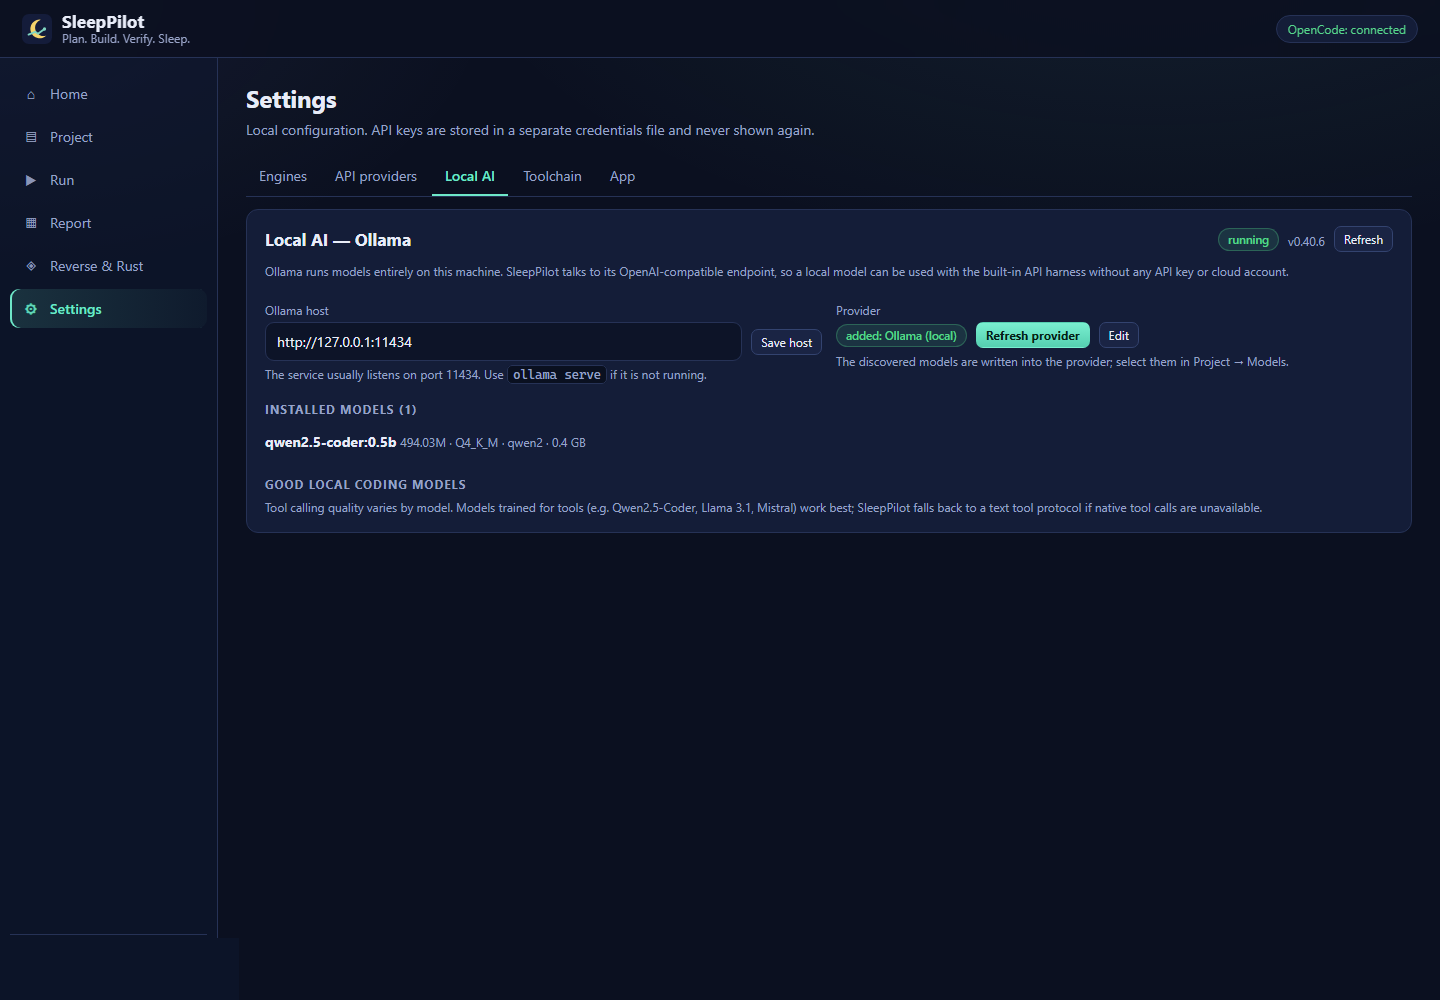 SleepPilot
Plan. Build. Verify. Sleep.
OpenCode: connected
Home
Project
Run
Report
Reverse & Rust
Settings
Settings
Local configuration. API keys are stored in a separate credentials file and never shown again.
Engines API providers Local AI Toolchain App
Local AI — Ollama
running v0.40.6 Refresh
Ollama runs models entirely on this machine. SleepPilot talks to its OpenAI-compatible endpoint, so a local model can be used with the built-in API harness without any API key or cloud account.
Ollama host
http://127.0.0.1:11434 Save host
The service usually listens on port 11434. Use ollama serve if it is not running.
Provider
added: Ollama (local) Refresh provider Edit
The discovered models are written into the provider; select them in Project → Models.
INSTALLED MODELS (1)
qwen2.5-coder:0.5b 494.03M · Q4_K_M · qwen2 · 0.4 GB
GOOD LOCAL CODING MODELS
Tool calling quality varies by model. Models trained for tools (e.g. Qwen2.5-Coder, Llama 3.1, Mistral) work best; SleepPilot falls back to a text tool protocol if native tool calls are unavailable.